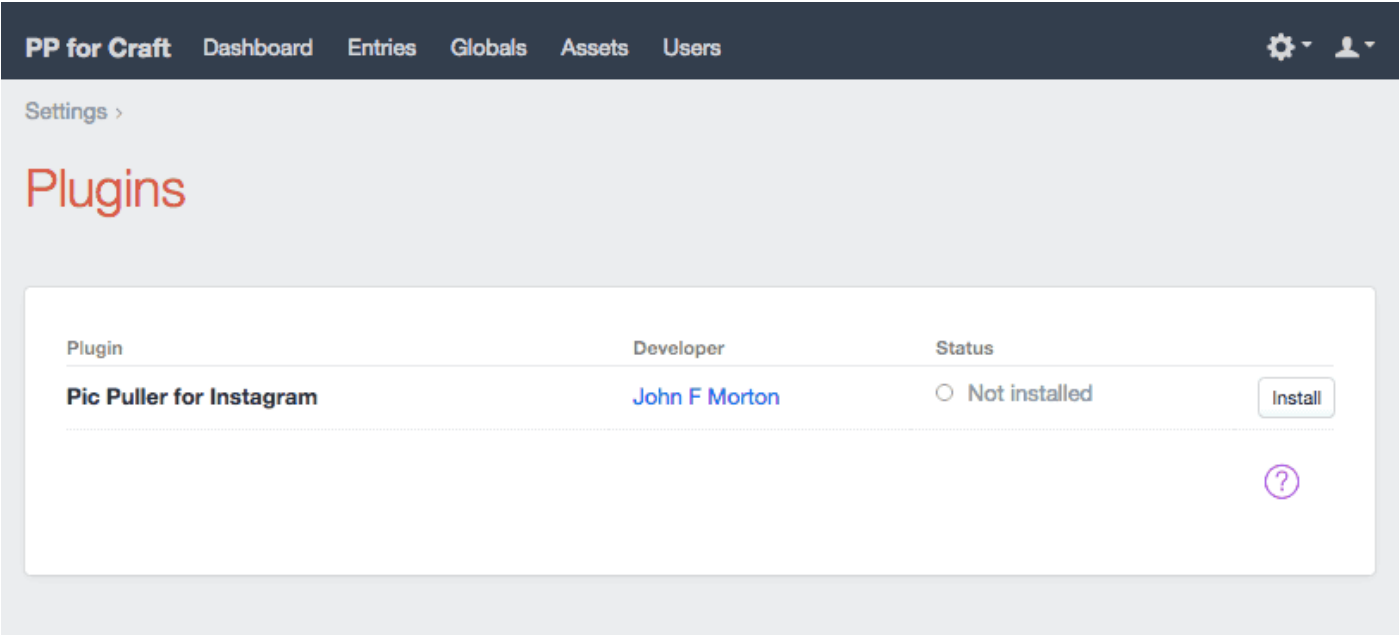 PP for Craft Dashboard Entries Globals Assets Users
Settings ›
Plugins
Plugin Developer Status
Pic Puller for Instagram John F Morton Not installed Install
?